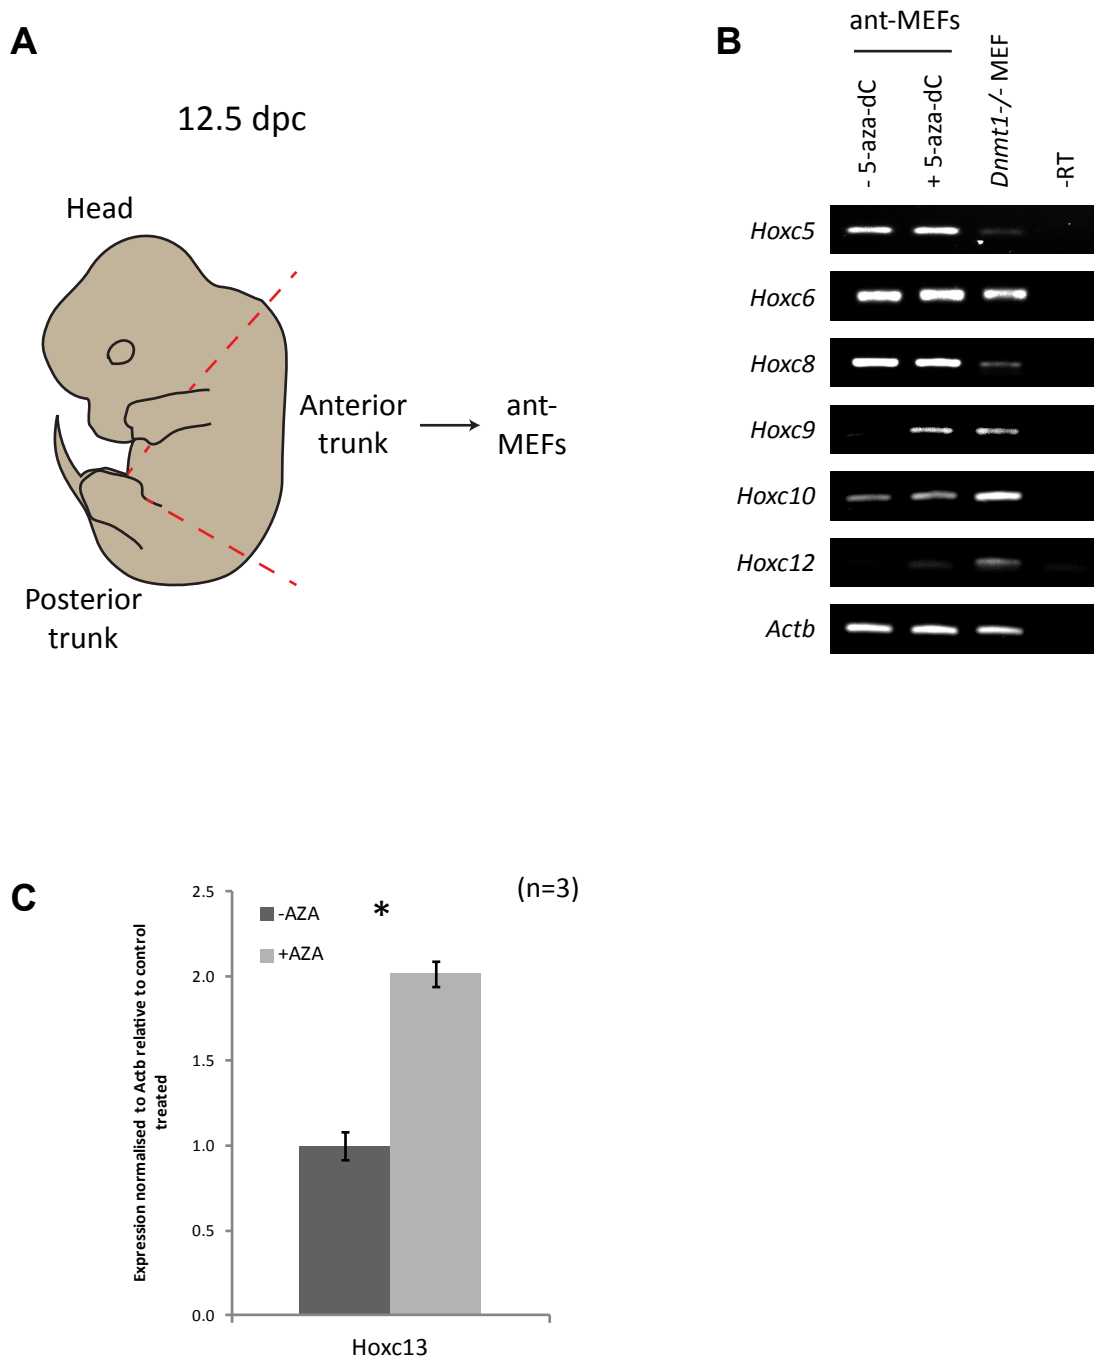 A
12.5 dpc
Head
Anterior
trunk
ant-
MEFs
Posterior
trunk
B
ant-MEFs
- 5-aza-dC
+ 5-aza-dC
Dnmt1-/- MEF
-RT
Hoxc5
Hoxc6
Hoxc8
Hoxc9
Hoxc10
Hoxc12
Actb
C
(n=3)
-AZA
+AZA
*
Expression normalised to Actb relative to control
treated
2.5
2.0
1.5
1.0
0.5
0.0
Hoxc13